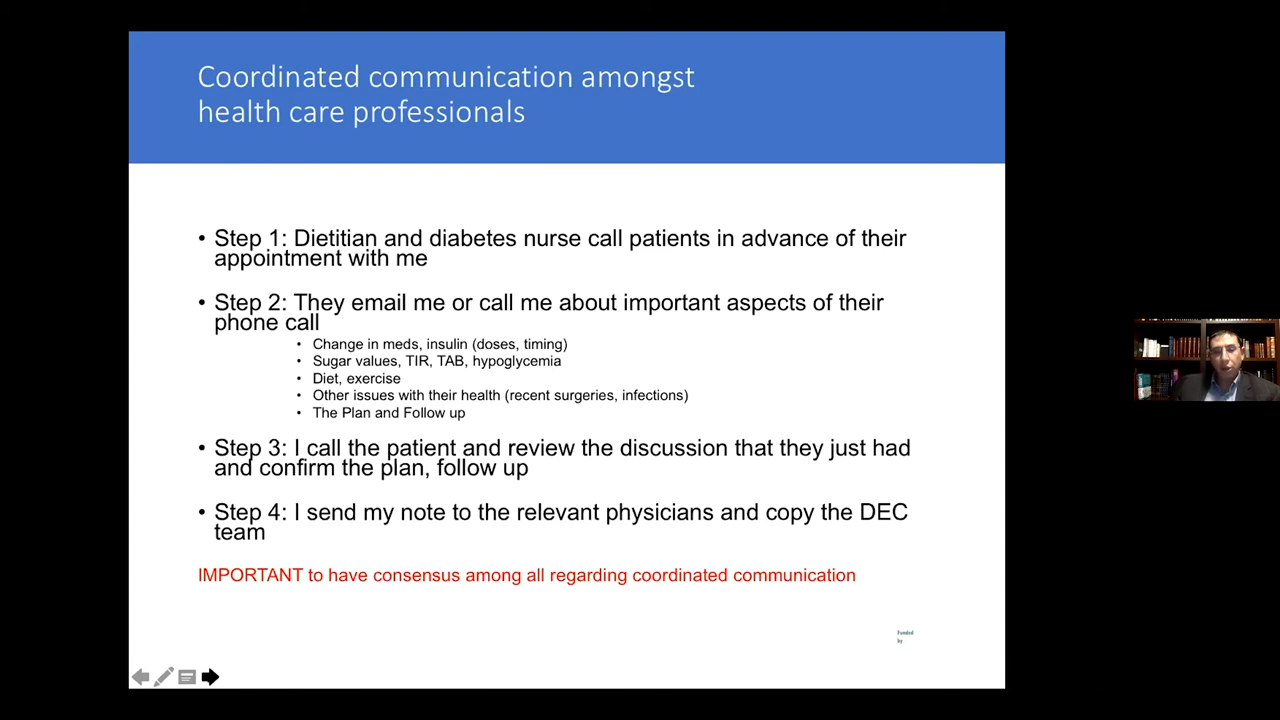 Coordinated communication amongst
health care professionals
• Step 1: Dietitian and diabetes nurse call patients in advance of their
appointment with me
• Step 2: They email me or call me about important aspects of their
phone call
• Change in meds, insulin (doses, timing)
• Sugar values, TIR, TAB, hypoglycemia
• Diet, exercise
• Other issues with their health (recent surgeries, infections)
• The Plan and Follow up
• Step 3: I call the patient and review the discussion that they just had
and confirm the plan, follow up
• Step 4: I send my note to the relevant physicians and copy the DEC
team
IMPORTANT to have consensus among all regarding coordinated communication
Funded
by